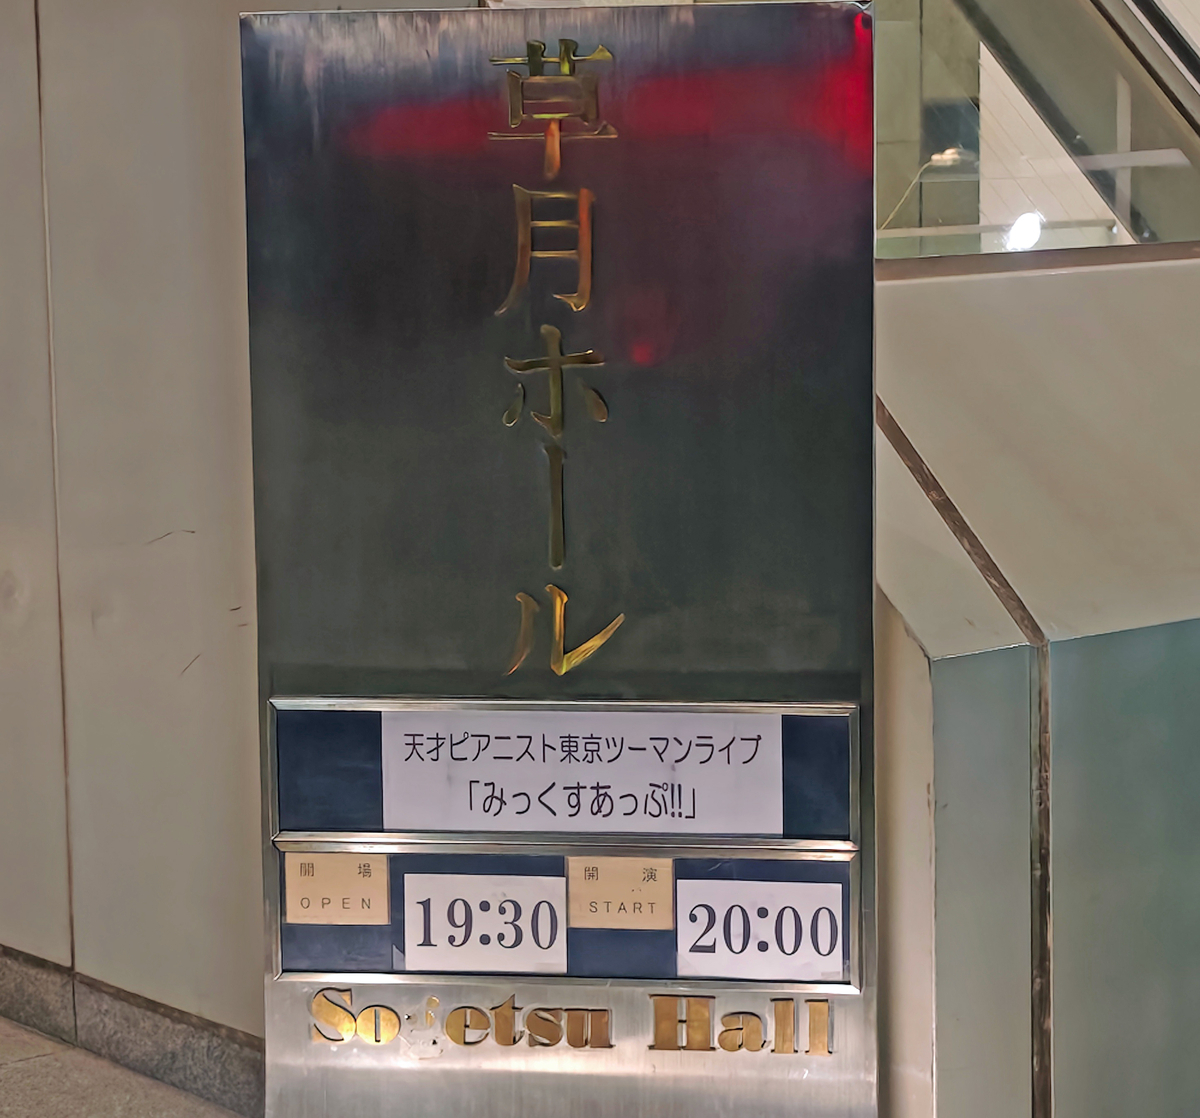 草月ホール
天才ピアニスト東京ツーマンライブ
「みっくすあっぷ!!」
開場
OPEN
19:30
開演
START
20:00
Sogetsu Hall